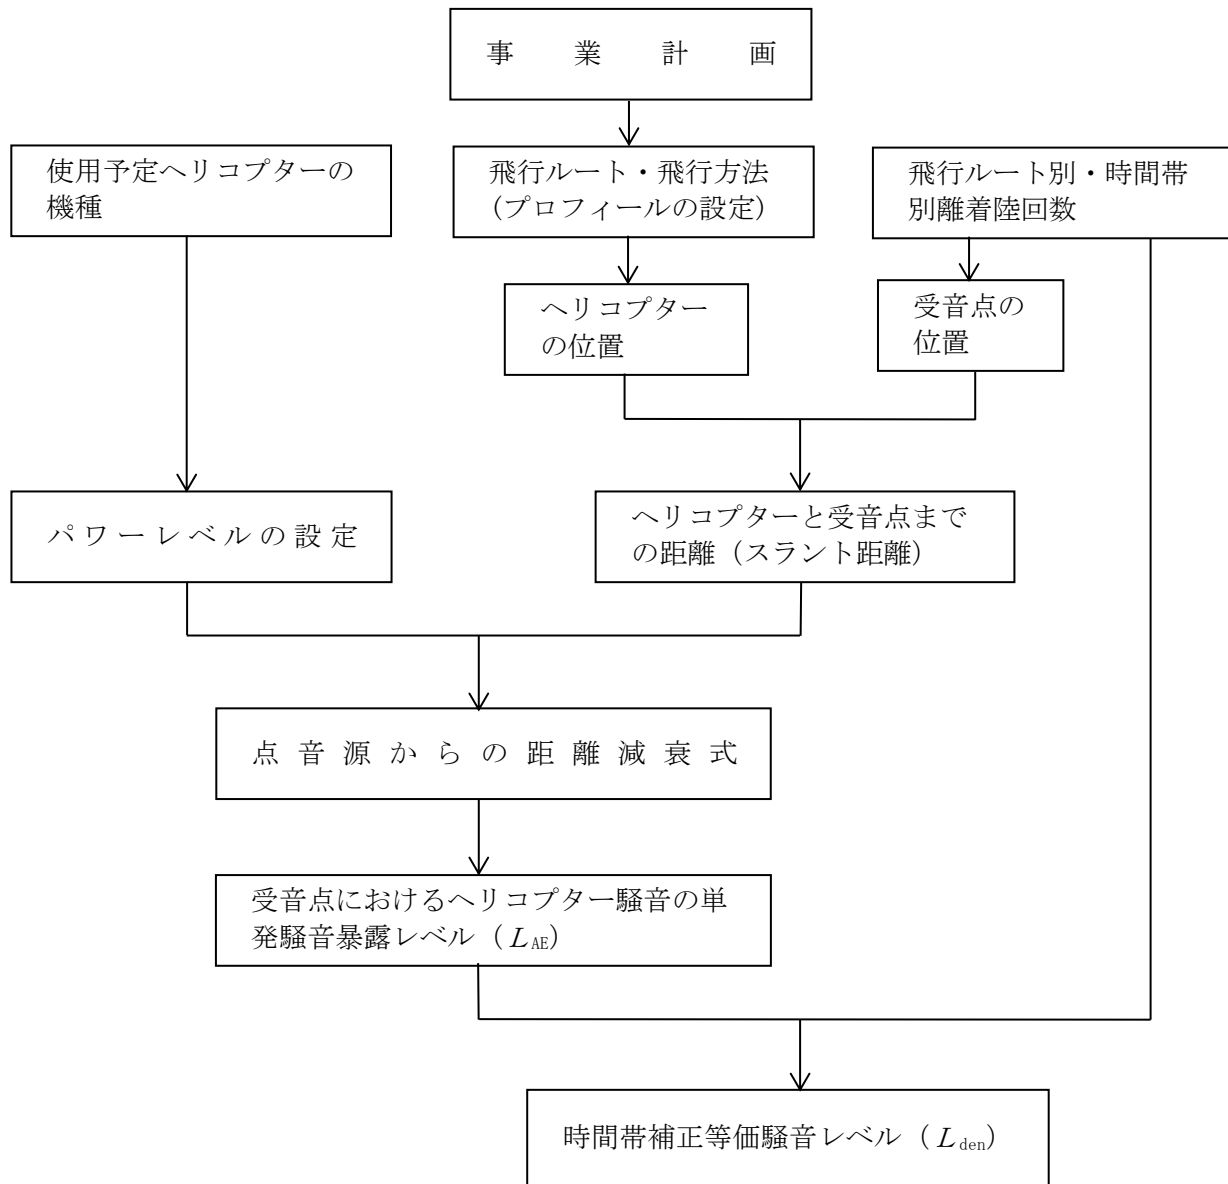 事業計画
使用予定ヘリコプターの
機種
飛行ルート・飛行方法
(プロフィールの設定)
飛行ルート別・時間帯
別離着陸回数
ヘリコプター
の位置
受音点の
位置
パワーレベルの設定
ヘリコプターと受音点まで
の距離（スラント距離）
点音源からの距離減衰式
受音点におけるヘリコプター騒音の単
発騒音暴露レベル（LAE）
時間帯補正等価騒音レベル（Lden）